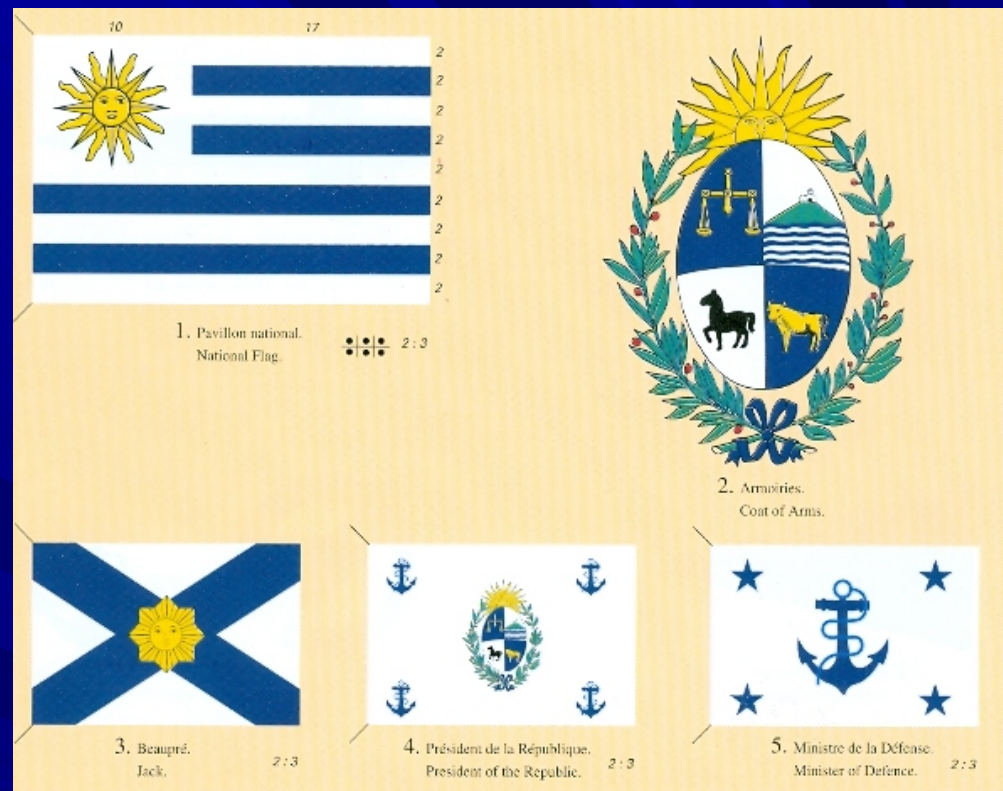 10 17
2
2
2
2
2
2
2
2
2
1. Pavillon national.
National Flag.
2:3
2. Armoiries.
Coat of Arms.
3. Beaupré.
Jack.
2:3
4. Président de la République.
President of the Republic.
2:3
5. Ministre de la Défense.
Minister of Defence.
2:3